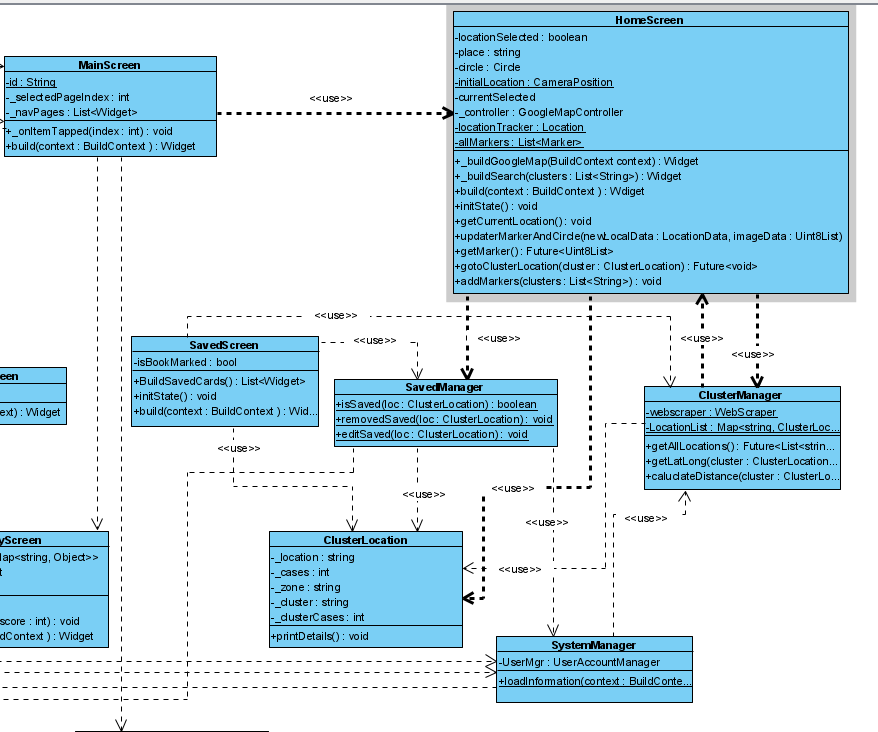 HomeScreen
-locationSelected : boolean
-place : string
-circle : Circle
-initialLocation : CameraPosition
-currentSelected
-_controller : GoogleMapController
-locationTracker : Location
-allMarkers : List<Marker>
+_buildGoogleMap(BuildContext context) : Widget
+_buildSearch(clusters : List<String>) : Widget
+build(context : BuildContext ) : Wdiget
+initState() : void
+getCurrentLocation() : void
+updaterMarkerAndCircle(newLocalData : LocationData, imageData : Uint8List)
+getMarker() : Future<Uint8List>
+gotoClusterLocation(cluster : ClusterLocation) : Future<void>
+addMarkers(clusters : List<String>) : void
MainScreen
-id : String
-_selectedPageIndex : int
-_navPages : List<Widget>
+_onItemTapped(index : int) : void
+build(context : BuildContext ) : Widget
<<use>>
<<use>>
<<use>>
<<use>>
<<use>>
<<use>>
SavedScreen
-isBookMarked : bool
+BuildSavedCards() : List<Widget>
+initState() : void
+build(context : BuildContext ) : Wid...
een
ext) : Widget
SavedManager
+isSaved(loc : ClusterLocation) : boolean
+removedSaved(loc : ClusterLocation) : void
+editSaved(loc : ClusterLocation) : void
ClusterManager
-webscraper : WebScraper
-LocationList : Map<string, ClusterLoc...
+getAllLocations() : Future<List<strin...
+getLatLong(cluster : ClusterLocation...
+caluclateDistance(cluster : ClusterLo...
<<use>>
<<use>>
<<use>>
<<use>>
<<use>>
<<use>>
yScreen
lap<string, Object>>
t
score : int) : void
dContext ) : Widget
ClusterLocation
-_location : string
-_cases : int
-_zone : string
-_cluster : string
-_clusterCases : int
+printDetails() : void
SystemManager
-UserMgr : UserAccountManager
+loadInformation(context : BuildConte...